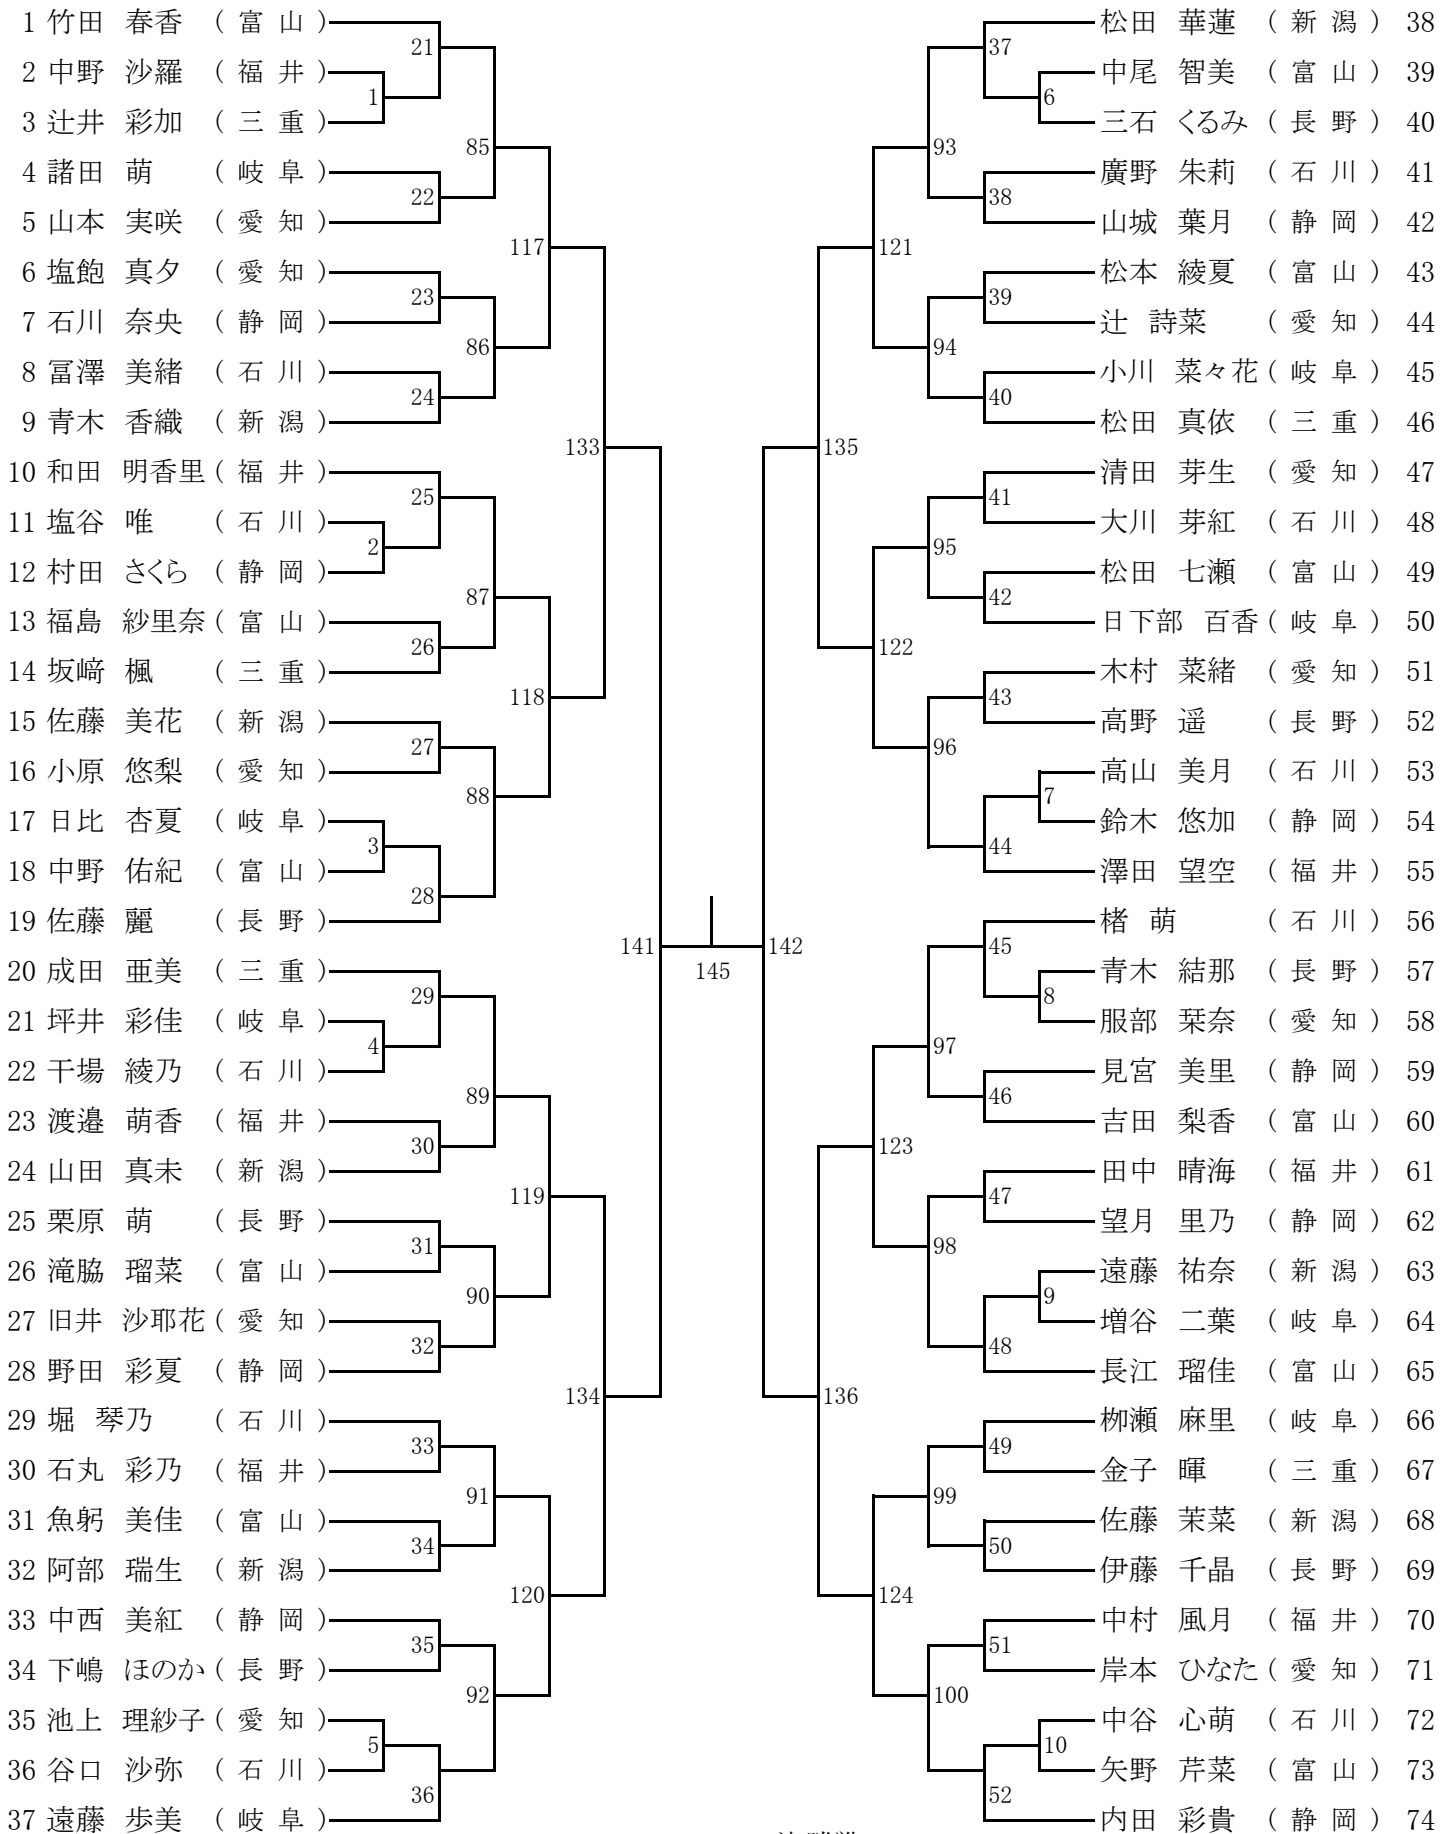 1 竹田 春香 （ 富 山 ）
2 中野 沙羅 （ 福 井 ）
3 辻井 彩加 （ 三 重 ）
4 諸田 萌 （ 岐 阜 ）
5 山本 実咲 （ 愛 知 ）
6 塩飽 真夕 （ 愛 知 ）
7 石川 奈央 （ 静 岡 ）
8 冨澤 美緒 （ 石 川 ）
9 青木 香織 （ 新 潟 ）
10 和田 明香里（ 福 井 ）
11 塩谷 唯 （ 石 川 ）
12 村田 さくら （ 静 岡 ）
13 福島 紗里奈（ 富 山 ）
14 坂﨑 楓 （ 三 重 ）
15 佐藤 美花 （ 新 潟 ）
16 小原 悠梨 （ 愛 知 ）
17 日比 杏夏 （ 岐 阜 ）
18 中野 佑紀 （ 富 山 ）
19 佐藤 麗 （ 長 野 ）
20 成田 亜美 （ 三 重 ）
21 坪井 彩佳 （ 岐 阜 ）
22 干場 綾乃 （ 石 川 ）
23 渡邉 萌香 （ 福 井 ）
24 山田 真未 （ 新 潟 ）
25 栗原 萌 （ 長 野 ）
26 滝脇 瑠菜 （ 富 山 ）
27 旧井 沙耶花（ 愛 知 ）
28 野田 彩夏 （ 静 岡 ）
29 堀 琴乃 （ 石 川 ）
30 石丸 彩乃 （ 福 井 ）
31 魚躬 美佳 （ 富 山 ）
32 阿部 瑞生 （ 新 潟 ）
33 中西 美紅 （ 静 岡 ）
34 下嶋 ほのか（ 長 野 ）
35 池上 理紗子（ 愛 知 ）
36 谷口 沙弥 （ 石 川 ）
37 遠藤 歩美 （ 岐 阜 ）
21
1
85
22
117
23
86
24
133
25
2
87
26
118
27
88
3
28
141
29
4
89
30
119
31
90
32
134
33
91
34
120
35
92
5
36
145
142
37
6
93
38
121
39
94
40
135
41
95
42
122
43
96
7
44
45
8
97
46
123
47
98
9
48
136
49
99
50
124
51
100
10
52
松田 華蓮 （ 新 潟 ） 38
中尾 智美 （ 富 山 ） 39
三石 くるみ （ 長 野 ） 40
廣野 朱莉 （ 石 川 ） 41
山城 葉月 （ 静 岡 ） 42
松本 綾夏 （ 富 山 ） 43
辻 詩菜 （ 愛 知 ） 44
小川 菜々花（ 岐 阜 ） 45
松田 真依 （ 三 重 ） 46
清田 芽生 （ 愛 知 ） 47
大川 芽紅 （ 石 川 ） 48
松田 七瀬 （ 富 山 ） 49
日下部 百香（ 岐 阜 ） 50
木村 菜緒 （ 愛 知 ） 51
高野 遥 （ 長 野 ） 52
高山 美月 （ 石 川 ） 53
鈴木 悠加 （ 静 岡 ） 54
澤田 望空 （ 福 井 ） 55
楮 萌 （ 石 川 ） 56
青木 結那 （ 長 野 ） 57
服部 栞奈 （ 愛 知 ） 58
見宮 美里 （ 静 岡 ） 59
吉田 梨香 （ 富 山 ） 60
田中 晴海 （ 福 井 ） 61
望月 里乃 （ 静 岡 ） 62
遠藤 祐奈 （ 新 潟 ） 63
増谷 二葉 （ 岐 阜 ） 64
長江 瑠佳 （ 富 山 ） 65
栁瀬 麻里 （ 岐 阜 ） 66
金子 暉 （ 三 重 ） 67
佐藤 茉菜 （ 新 潟 ） 68
伊藤 千晶 （ 長 野 ） 69
中村 風月 （ 福 井 ） 70
岸本 ひなた（ 愛 知 ） 71
中谷 心萌 （ 石 川 ） 72
矢野 芹菜 （ 富 山 ） 73
内田 彩貴 （ 静 岡 ） 74